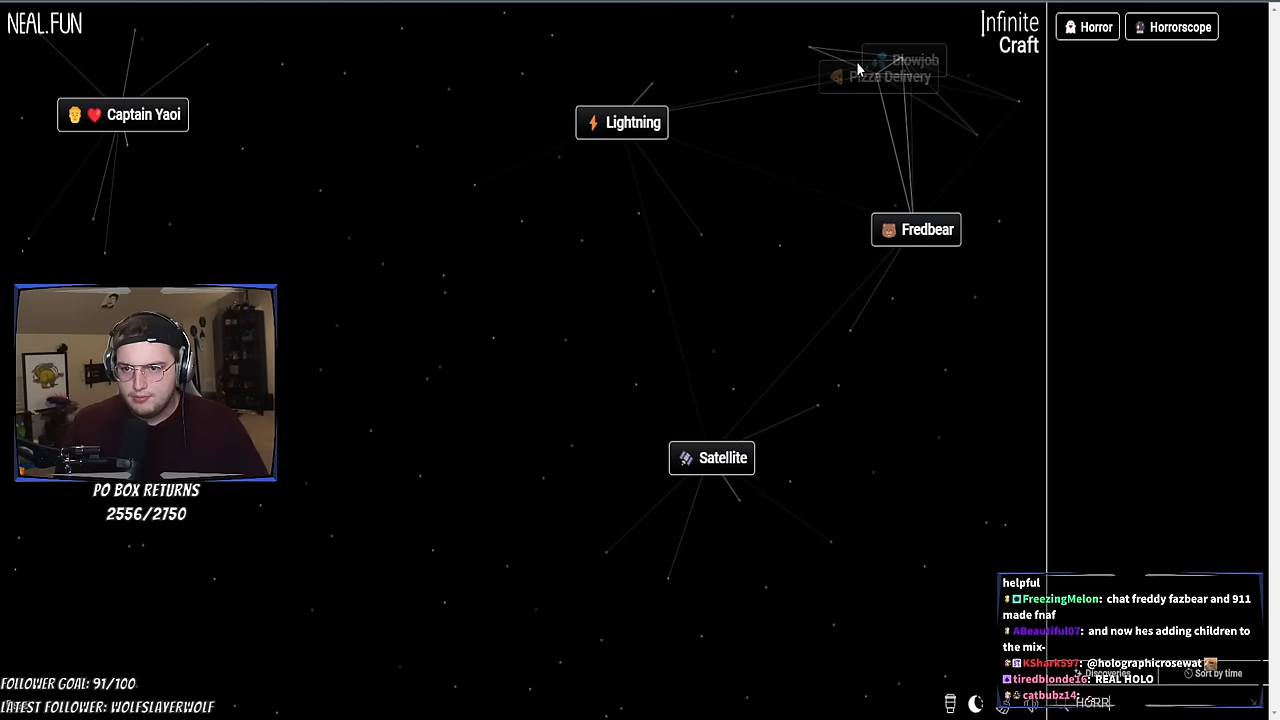 NEAL.FUN
Infinite
Craft
Horror
Horrorscope
Blowjob
Pizza Delivery
Captain Yaoi
Lightning
Fredbear
Satellite
PO BOX RETURNS
2556/2750
helpful
FreezingMelon: chat freddy fazbear and 911
made fnaf
ABeautiful07: and now hes adding children to
the mix-
KShark597: @holographicrosewat
Discoveries
Sort by time
tiredblonde16: REAL HOLO
catbubz14:
HORR
FOLLOWER GOAL: 91/100
LATEST FOLLOWER: WOLFSLAYERWOLF